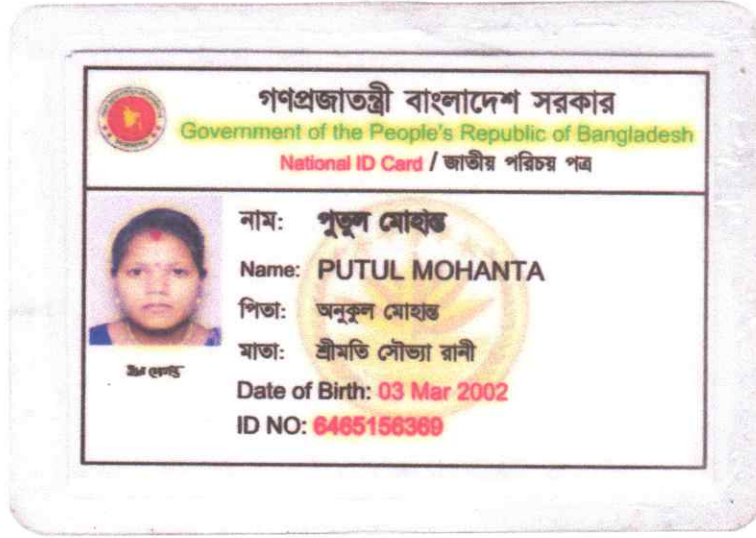 গণপ্রজাতন্ত্রী বাংলাদেশ সরকার
Government of the People's Republic of Bangladesh
National ID Card / জাতীয় পরিচয় পত্র
নাম: পুতুল মোহান্ত
Name: PUTUL MOHANTA
পিতা: অনুকুল মোহান্ত
মাতা: শ্রীমতি সৌভ্যা রানী
Date of Birth: 03 Mar 2002
ID NO: 6465156369